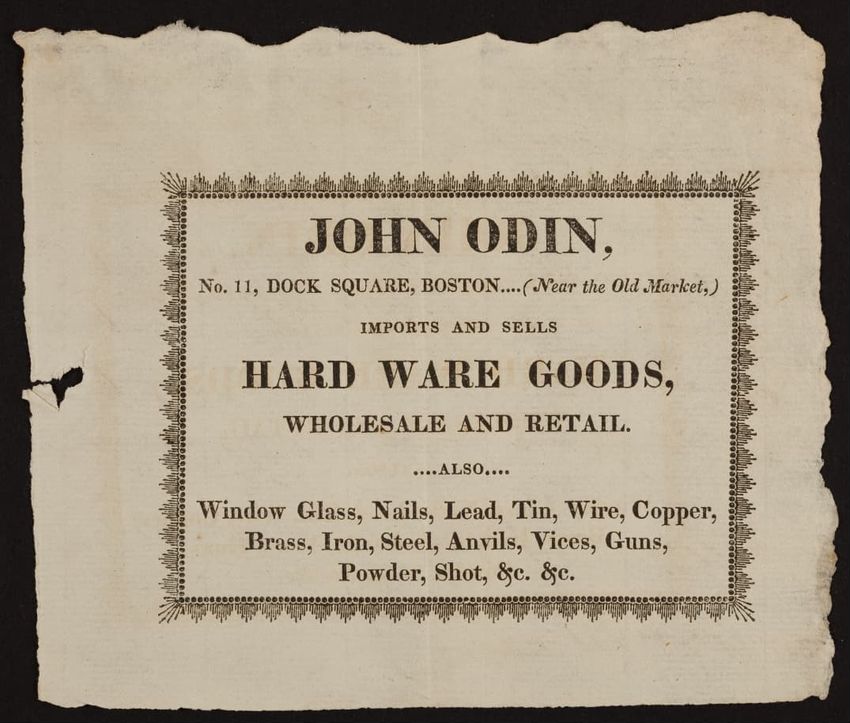 JOHN ODIN,
No. 11, DOCK SQUARE, BOSTON....(Near the Old Market,)
IMPORTS AND SELLS
HARD WARE GOODS,
WHOLESALE AND RETAIL.
....ALSO....
Window Glass, Nails, Lead, Tin, Wire, Copper,
Brass, Iron, Steel, Anvils, Vices, Guns,
Powder, Shot, &c. &c.